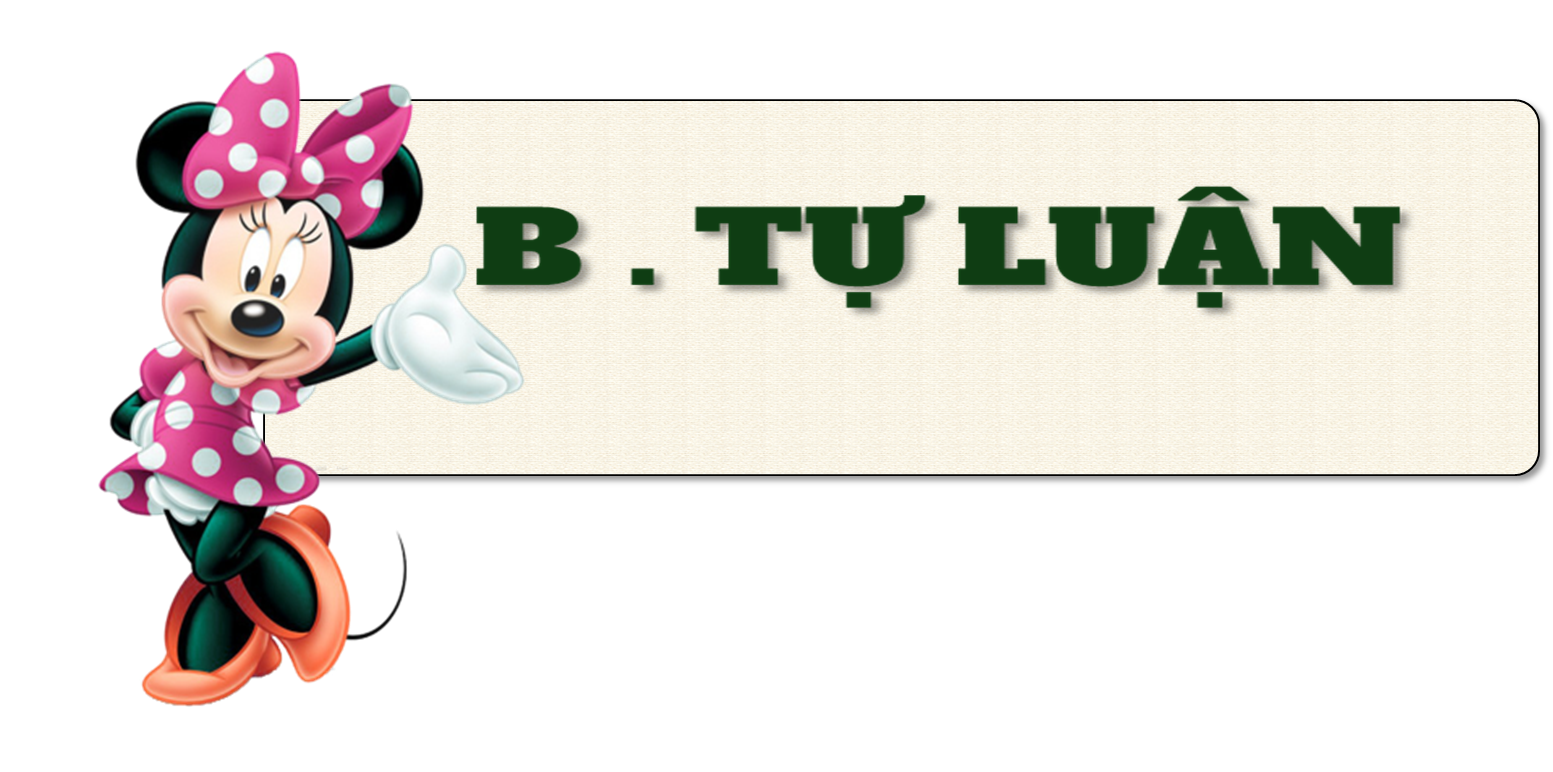 B . TỰ LUẬN